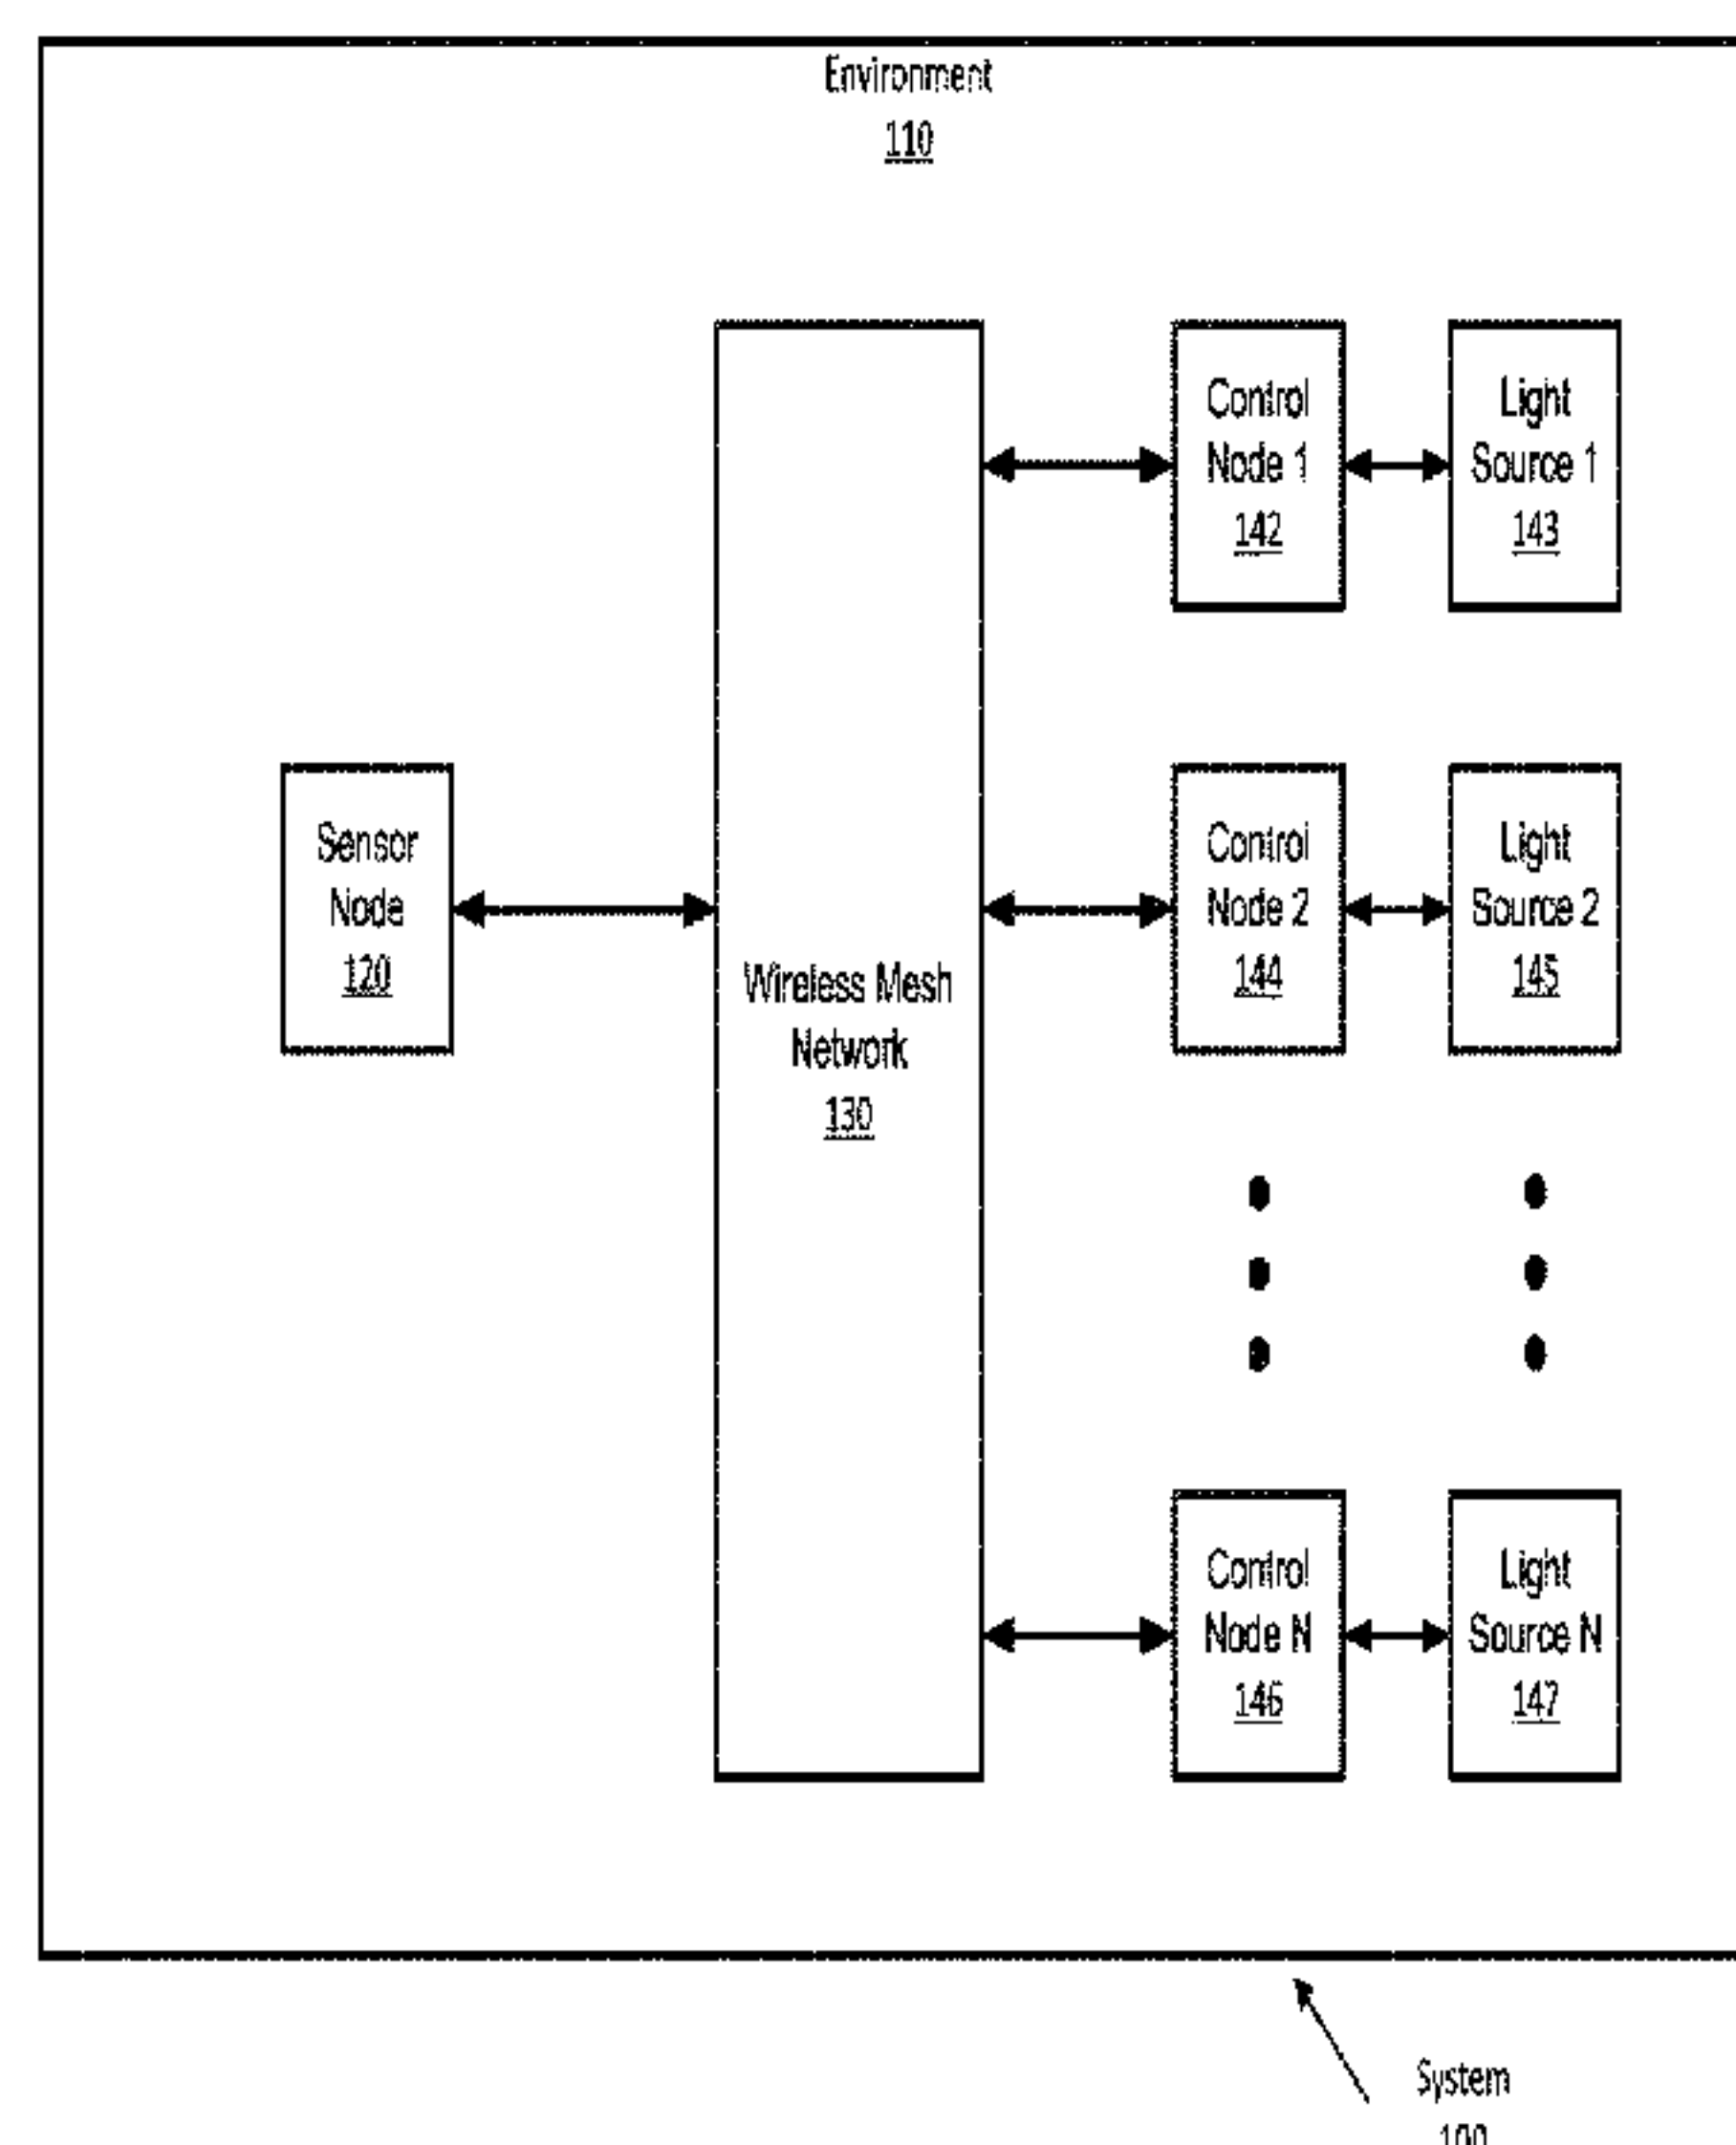 Environment
110
Control
Node 1
142
Light
Source 1
143
Sensor
Node
120
Wireless Mesh
Network
130
Control
Node 2
144
Light
Source 2
145
Control
Node N
146
Light
Source N
147
System
100